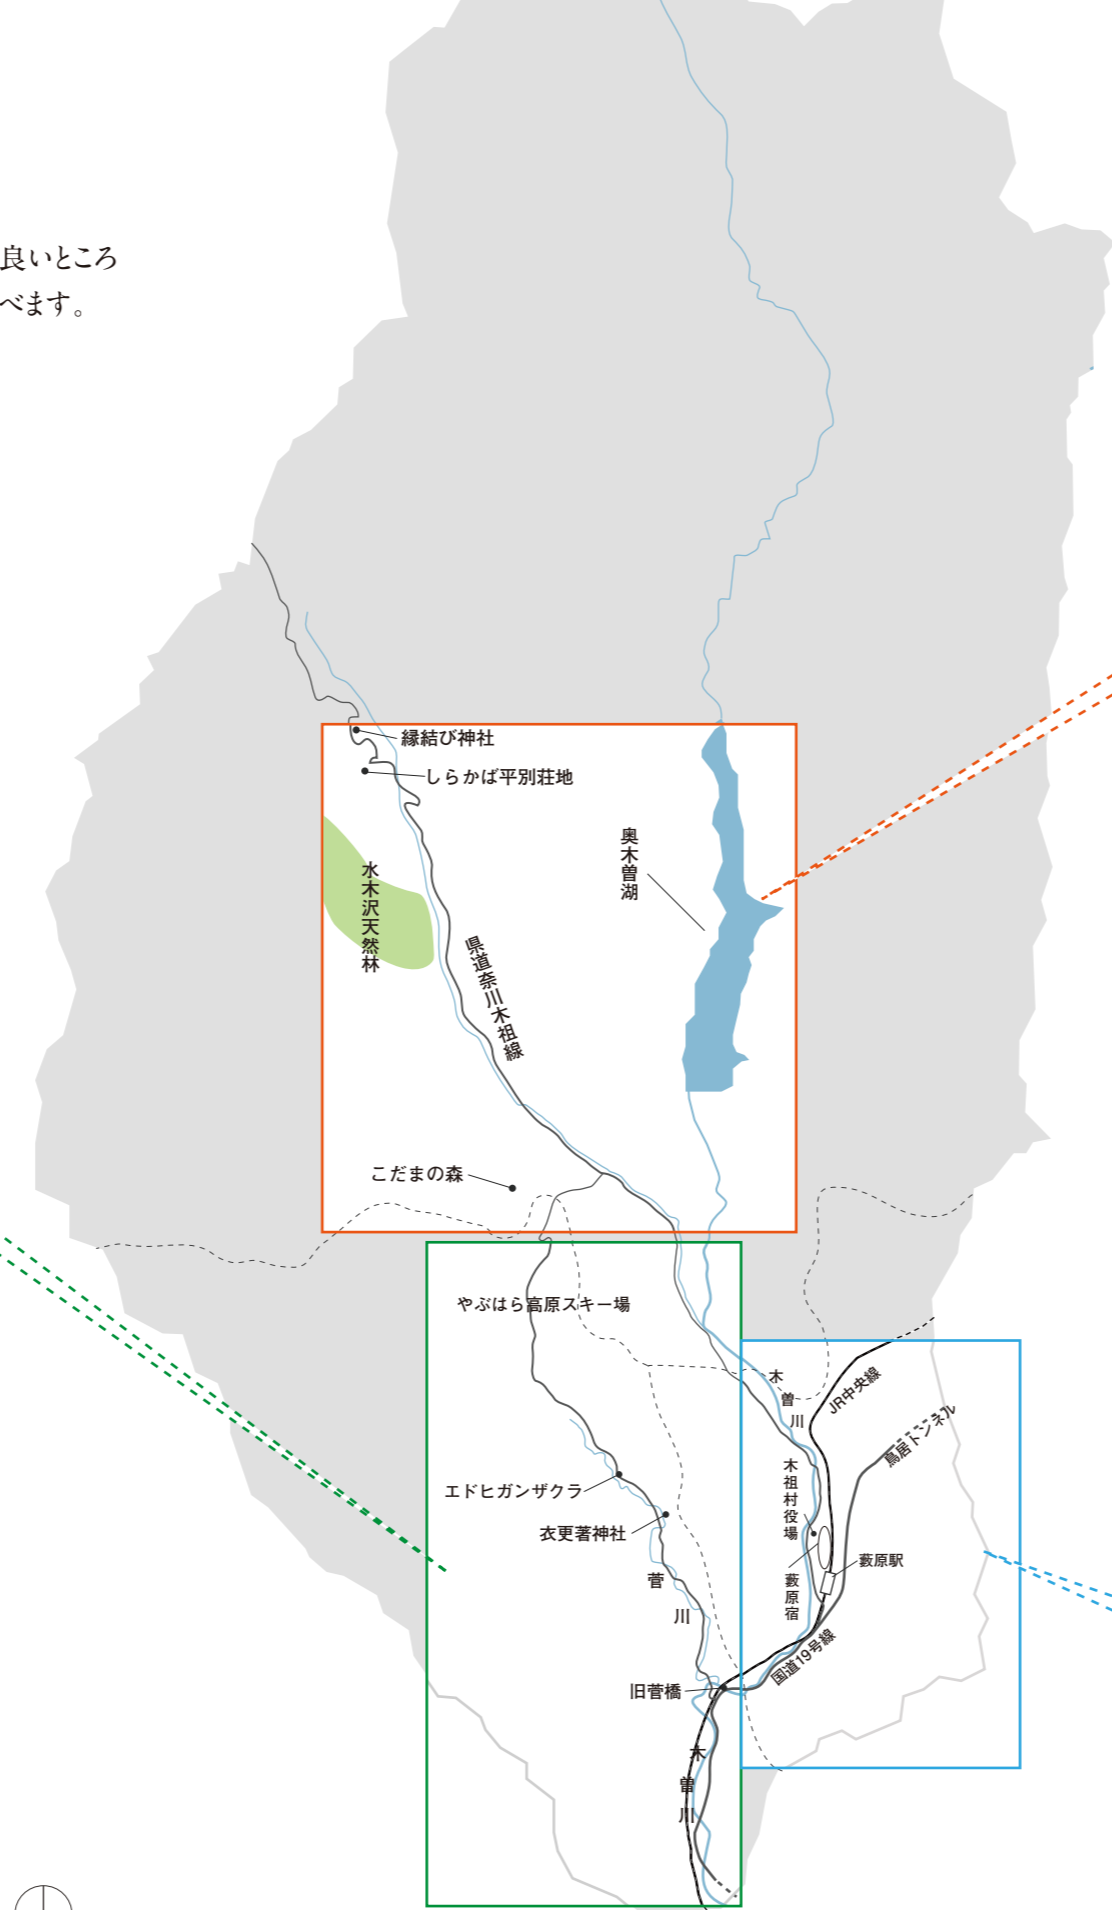 良いところ
べます。
縁結び神社
しらかば平別荘地
奥木曽湖
水木沢天然林
県道奈川木祖線
こだまの森
やぶはら高原スキー場
木曽川
JR中央線
鳥居トンネル
木祖村役場
エドヒガンザクラ
衣更著神社
藪原駅
藪原宿
菅川
国道19号線
旧菅橋
木曽川